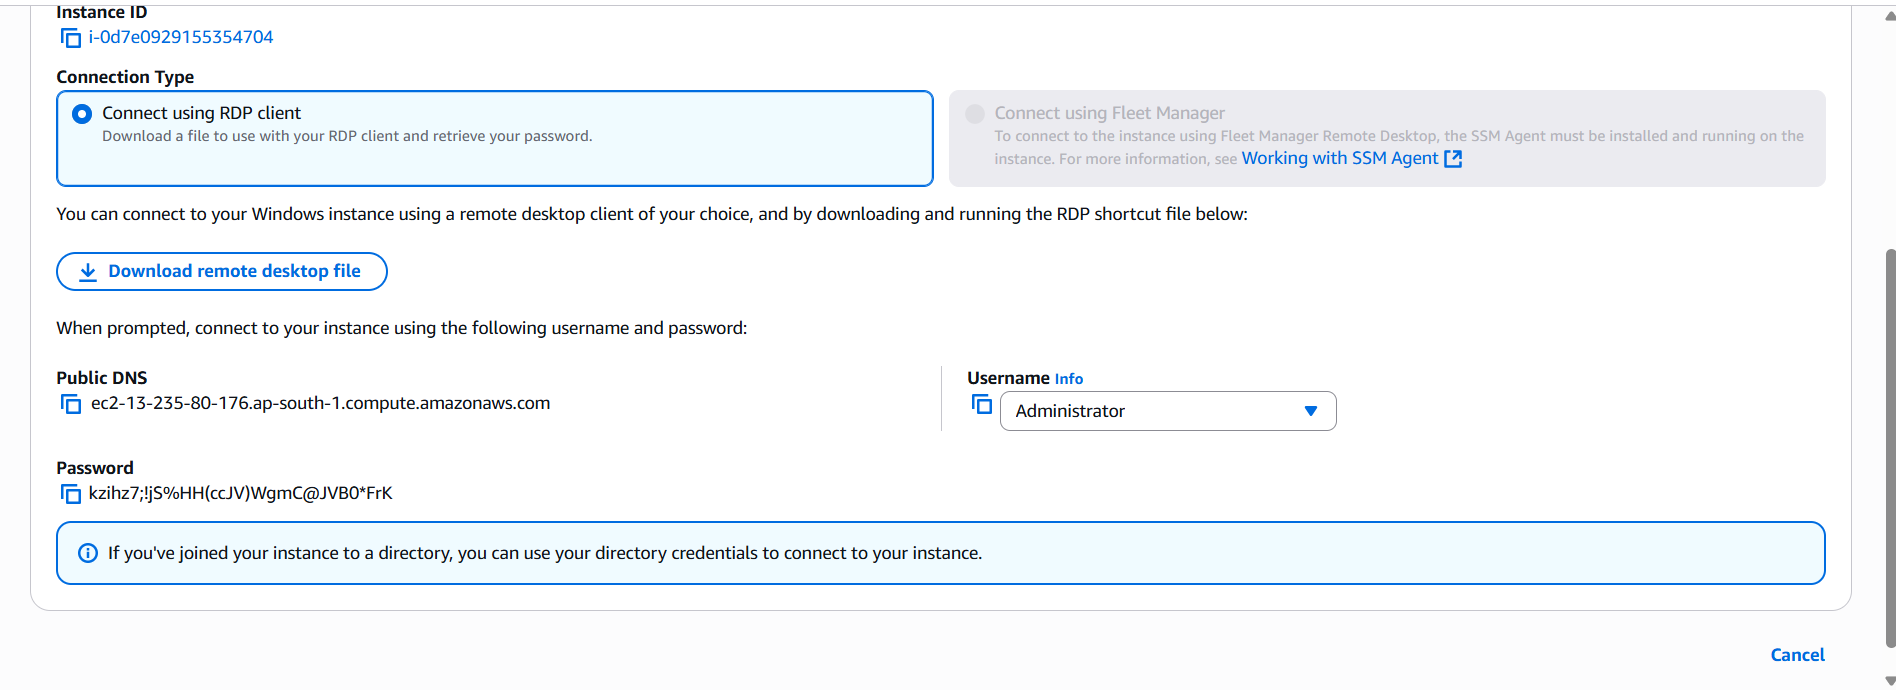 Instance ID
i-0d7e0929155354704
Connection Type
Connect using RDP client
Download a file to use with your RDP client and retrieve your password.
Connect using Fleet Manager
To connect to the instance using Fleet Manager Remote Desktop, the SSM Agent must be installed and running on the
instance. For more information, see Working with SSM Agent
You can connect to your Windows instance using a remote desktop client of your choice, and by downloading and running the RDP shortcut file below:
Download remote desktop file
When prompted, connect to your instance using the following username and password:
Public DNS
ec2-13-235-80-176.ap-south-1.compute.amazonaws.com
Username Info
Administrator
Password
kzihz7;!jS%HH(ccJV)WgmC@JVB0*FrK
If you've joined your instance to a directory, you can use your directory credentials to connect to your instance.
Cancel